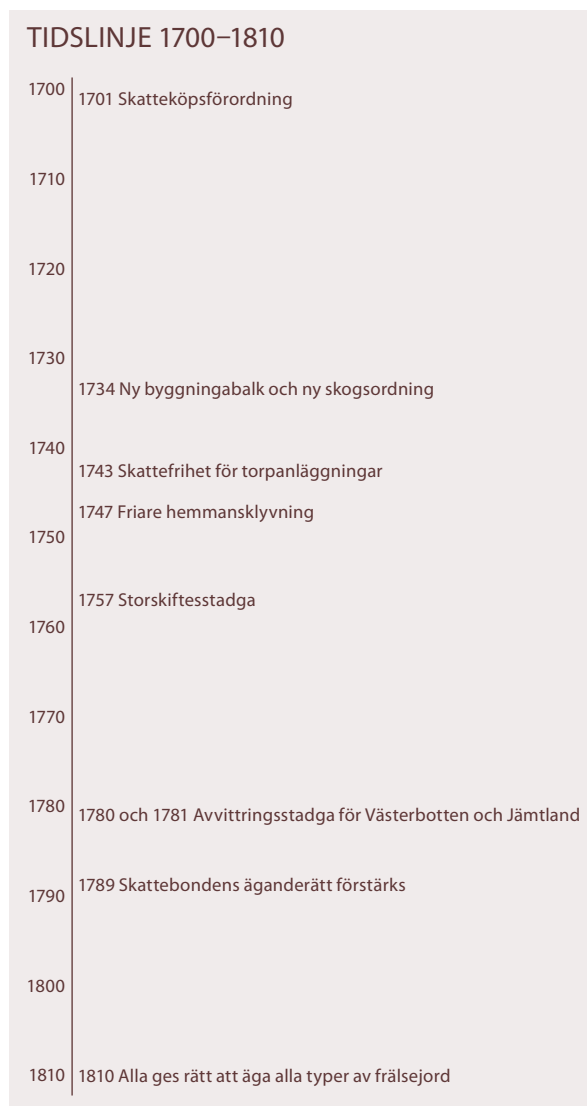 TIDSLINJE 1700–1810
1700
1701 Skatteköpsförordning
1710
1720
1730
1734 Ny byggningabalk och ny skogsordning
1740
1743 Skattefrihet för torpanläggningar
1747 Friare hemmansklyvning
1750
1757 Storskiftesstadga
1760
1770
1780
1780 och 1781 Avvittringsstadga för Västerbotten och Jämtland
1789 Skattebondens äganderätt förstärks
1790
1800
1810
1810 Alla ges rätt att äga alla typer av frälsejord